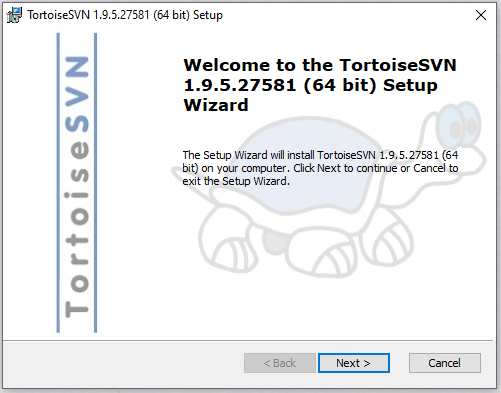 TortoiseSVN 1.9.5.27581 (64 bit) Setup
TortoiseSVN
Welcome to the TortoiseSVN
1.9.5.27581 (64 bit) Setup
Wizard
The Setup Wizard will install TortoiseSVN 1.9.5.27581 (64
bit) on your computer. Click Next to continue or Cancel to
exit the Setup Wizard.
< Back
Next >
Cancel